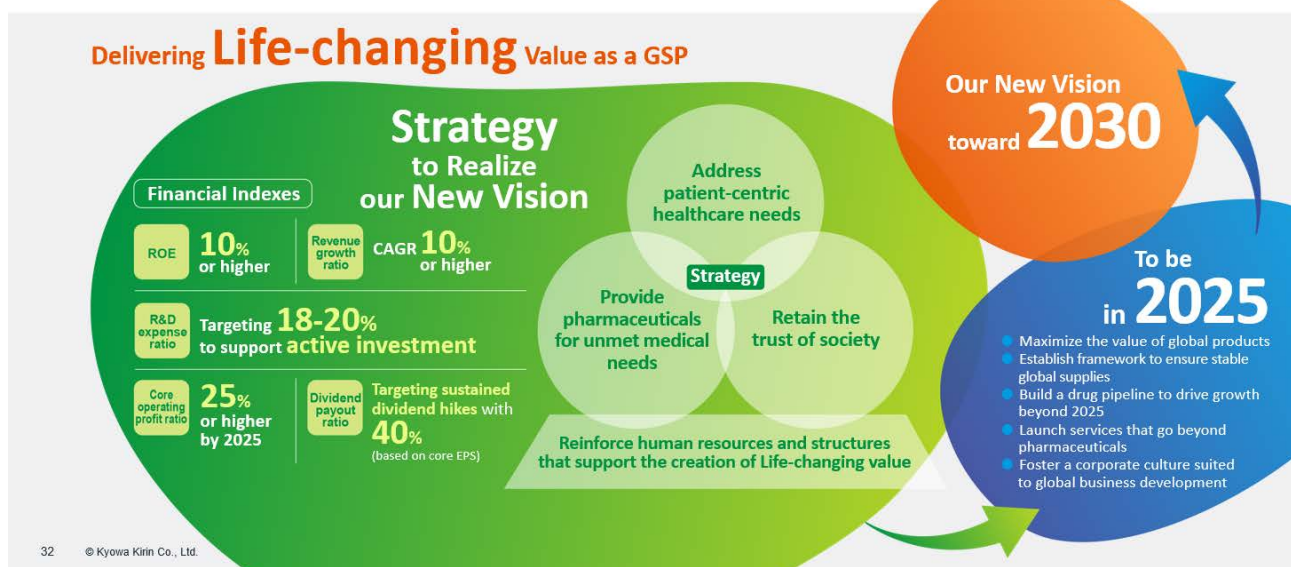 Delivering Life-changing Value as a GSP
Strategy
to Realize
our New Vision
Financial Indexes
ROE
10%
or higher
Revenue
growth
ratio
CAGR 10%
or higher
R&D
expense
ratio
Targeting 18-20%
to support active investment
Core
operating
profit ratio
25%
or higher
by 2025
Dividend
payout
ratio
Targeting sustained
dividend hikes with
40%
(based on core EPS)
Address
patient-centric
healthcare needs
Strategy
Provide
pharmaceuticals
for unmet medical
needs
Retain the
trust of society
Reinforce human resources and structures
that support the creation of Life-changing value
Our New Vision
toward 2030
To be
in 2025
Maximize the value of global products
Establish framework to ensure stable
global supplies
Build a drug pipeline to drive growth
beyond 2025
Launch services that go beyond
pharmaceuticals
Foster a corporate culture suited
to global business development
32 © Kyowa Kirin Co., Ltd.